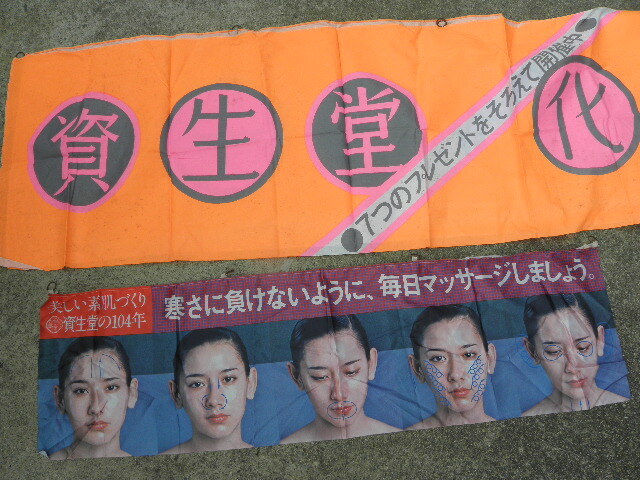 資生堂化
7つのプレゼントをそろえて開催中
美しい素肌づくり
資生堂の104年
寒さに負けないように、毎日マッサージしましょう。